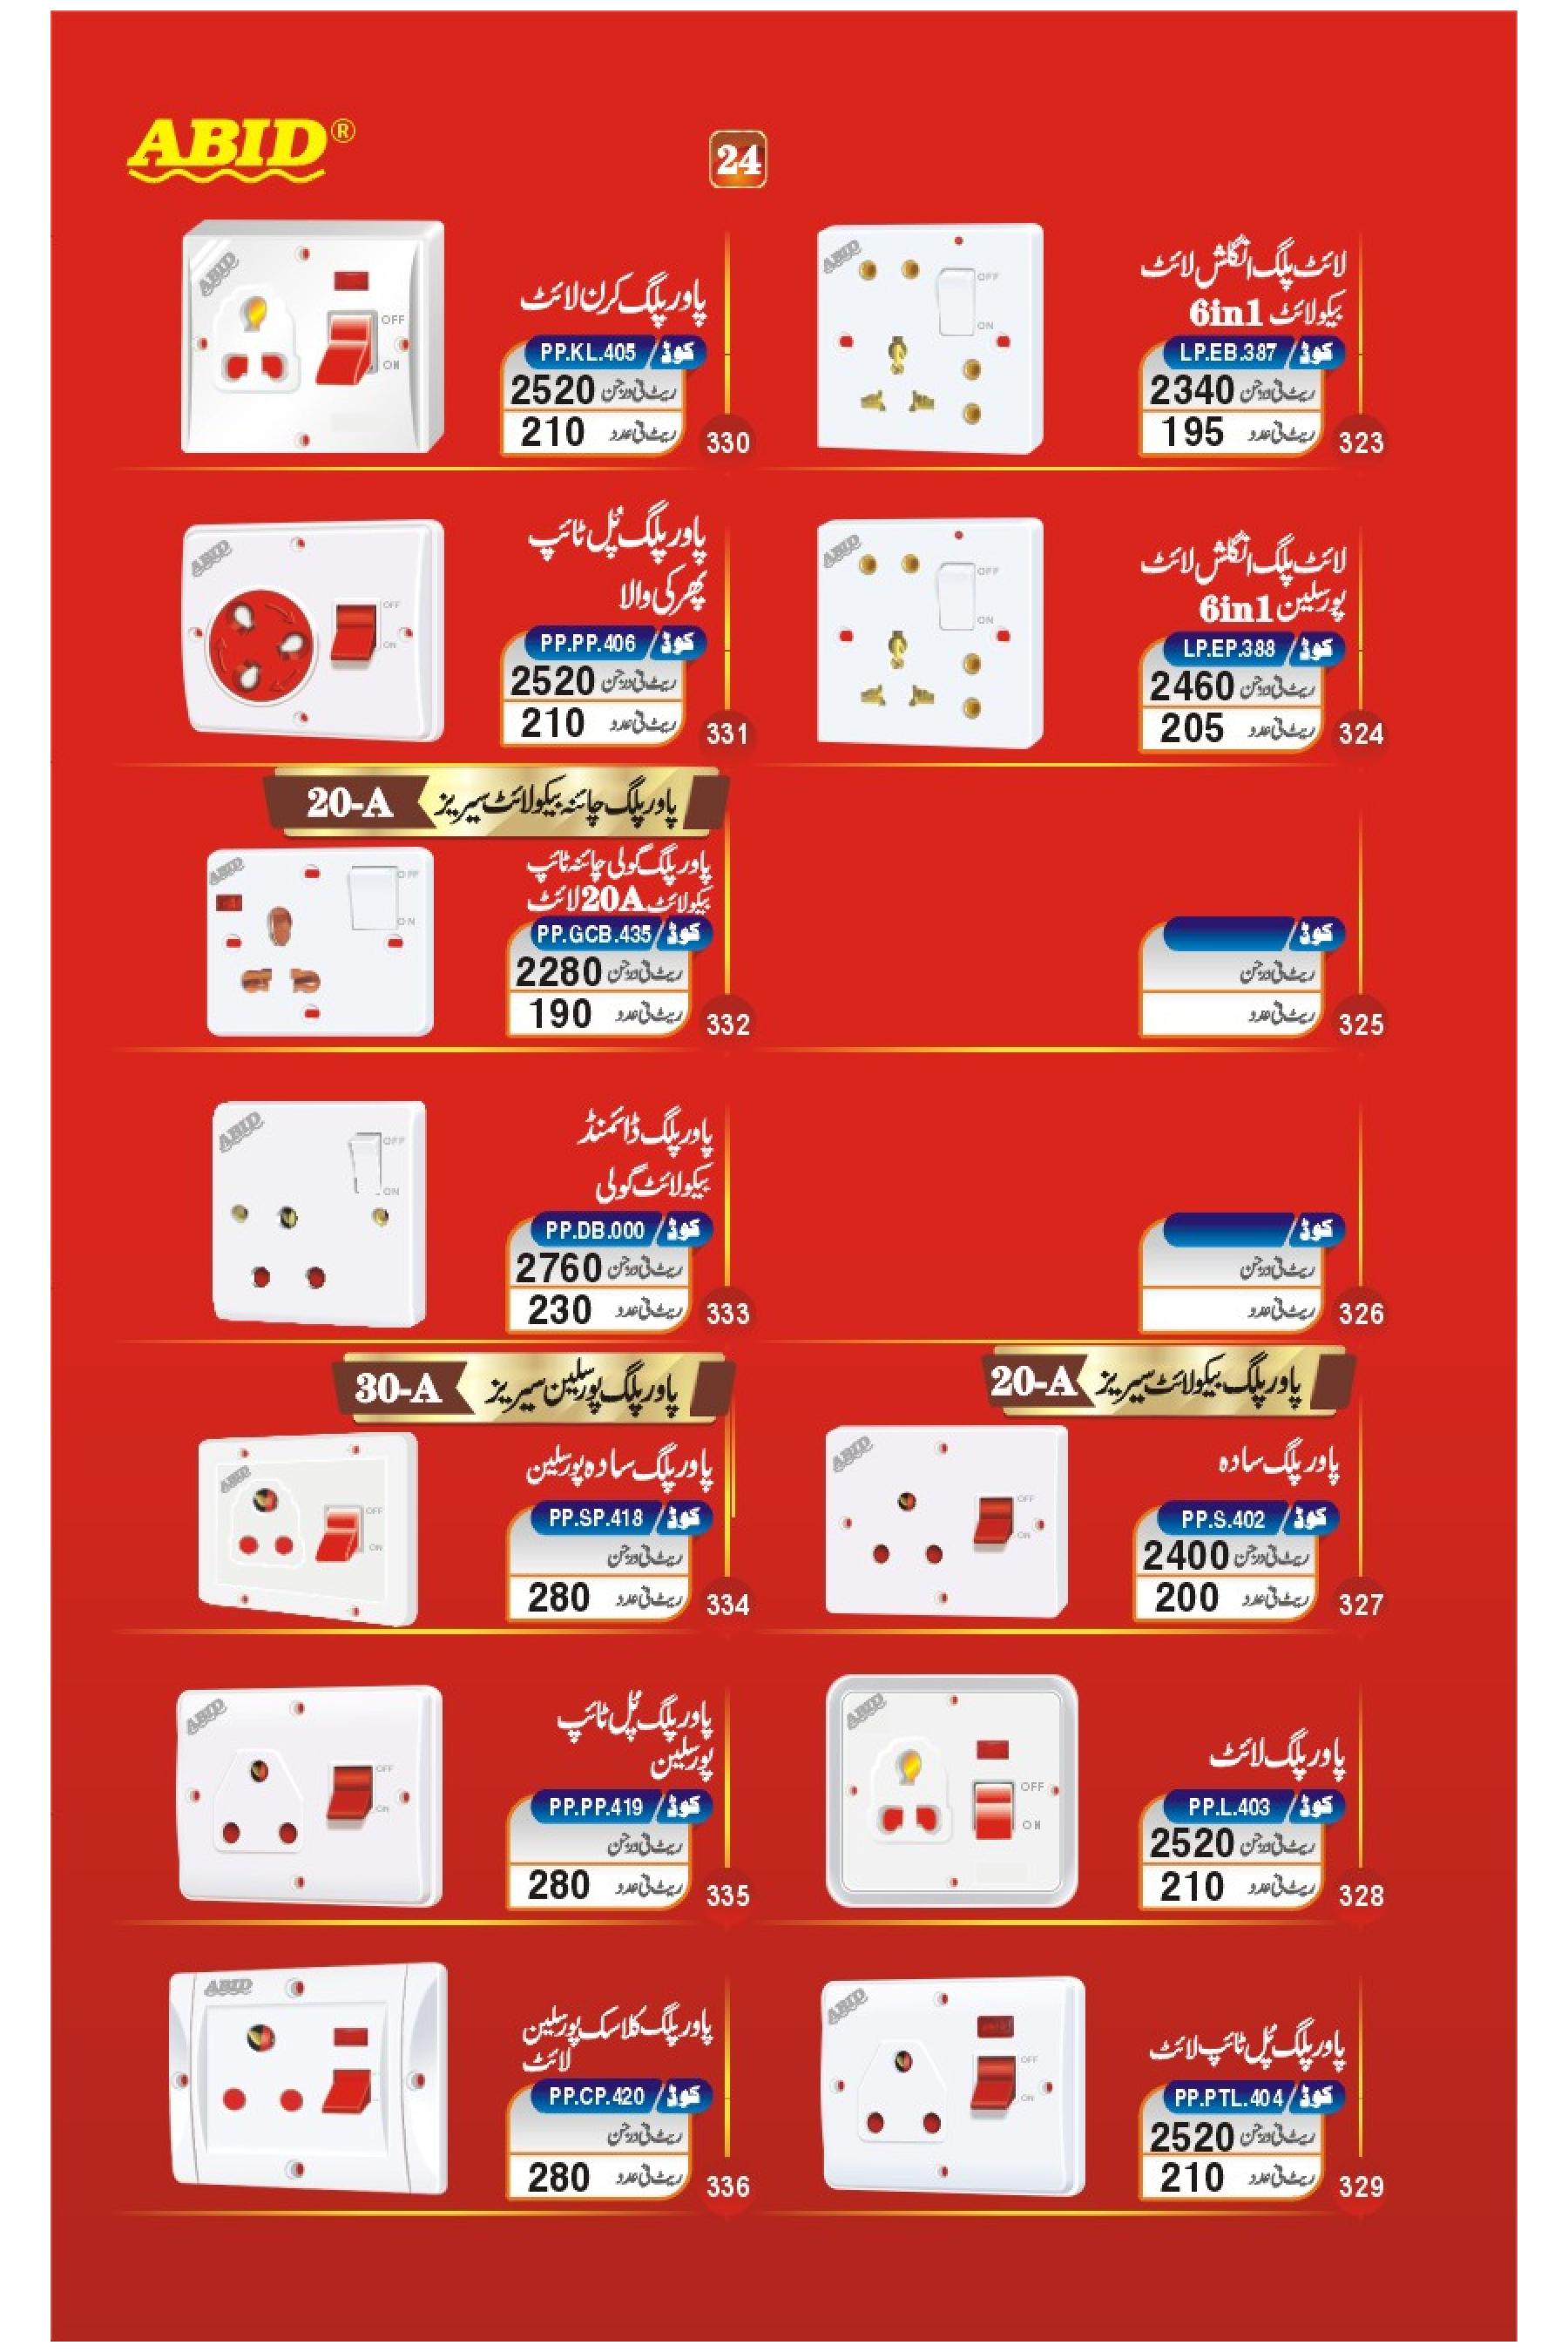 ABID®
24
لائٹ پلگ انگلش لائٹ
بیکولائٹ 6in1
کوڈ / LP.EB.387
ریٹ فی درجن 2340
ریٹ فی عدد 195
323
لائٹ پلگ انگلش لائٹ
پورسلین 6in1
کوڈ / LP.EP.388
ریٹ فی درجن 2460
ریٹ فی عدد 205
324
کوڈ /
ریٹ فی درجن
ریٹ فی عدد
325
کوڈ /
ریٹ فی درجن
ریٹ فی عدد
326
پاور پلگ بیکولائٹ سیریز 20-A
پاور پلگ سادہ
کوڈ / PP.S.402
ریٹ فی درجن 2400
ریٹ فی عدد 200
327
پاور پلگ لائٹ
کوڈ / PP.L.403
ریٹ فی درجن 2520
ریٹ فی عدد 210
328
پاور پلگ پُل ٹائپ لائٹ
کوڈ / PP.PTL.404
ریٹ فی درجن 2520
ریٹ فی عدد 210
329
پاور پلگ کرن لائٹ
کوڈ / PP.KL.405
ریٹ فی درجن 2520
ریٹ فی عدد 210
330
پاور پلگ پُل ٹائپ
پھرکی والا
کوڈ / PP.PP.406
ریٹ فی درجن 2520
ریٹ فی عدد 210
331
پاور پلگ چائنہ بیکولائٹ سیریز 20-A
پاور پلگ گولی چائنہ ٹائپ
بیکولائٹ 20A لائٹ
کوڈ / PP.GCB.435
ریٹ فی درجن 2280
ریٹ فی عدد 190
332
پاور پلگ ڈائمنڈ
بیکولائٹ گولی
کوڈ / PP.DB.000
ریٹ فی درجن 2760
ریٹ فی عدد 230
333
پاور پلگ پورسلین سیریز 30-A
پاور پلگ سادہ پورسلین
کوڈ / PP.SP.418
ریٹ فی درجن
ریٹ فی عدد 280
334
پاور پلگ پُل ٹائپ
پورسلین
کوڈ / PP.PP.419
ریٹ فی درجن
ریٹ فی عدد 280
335
پاور پلگ کلاسک پورسلین
لائٹ
کوڈ / PP.CP.420
ریٹ فی درجن
ریٹ فی عدد 280
336